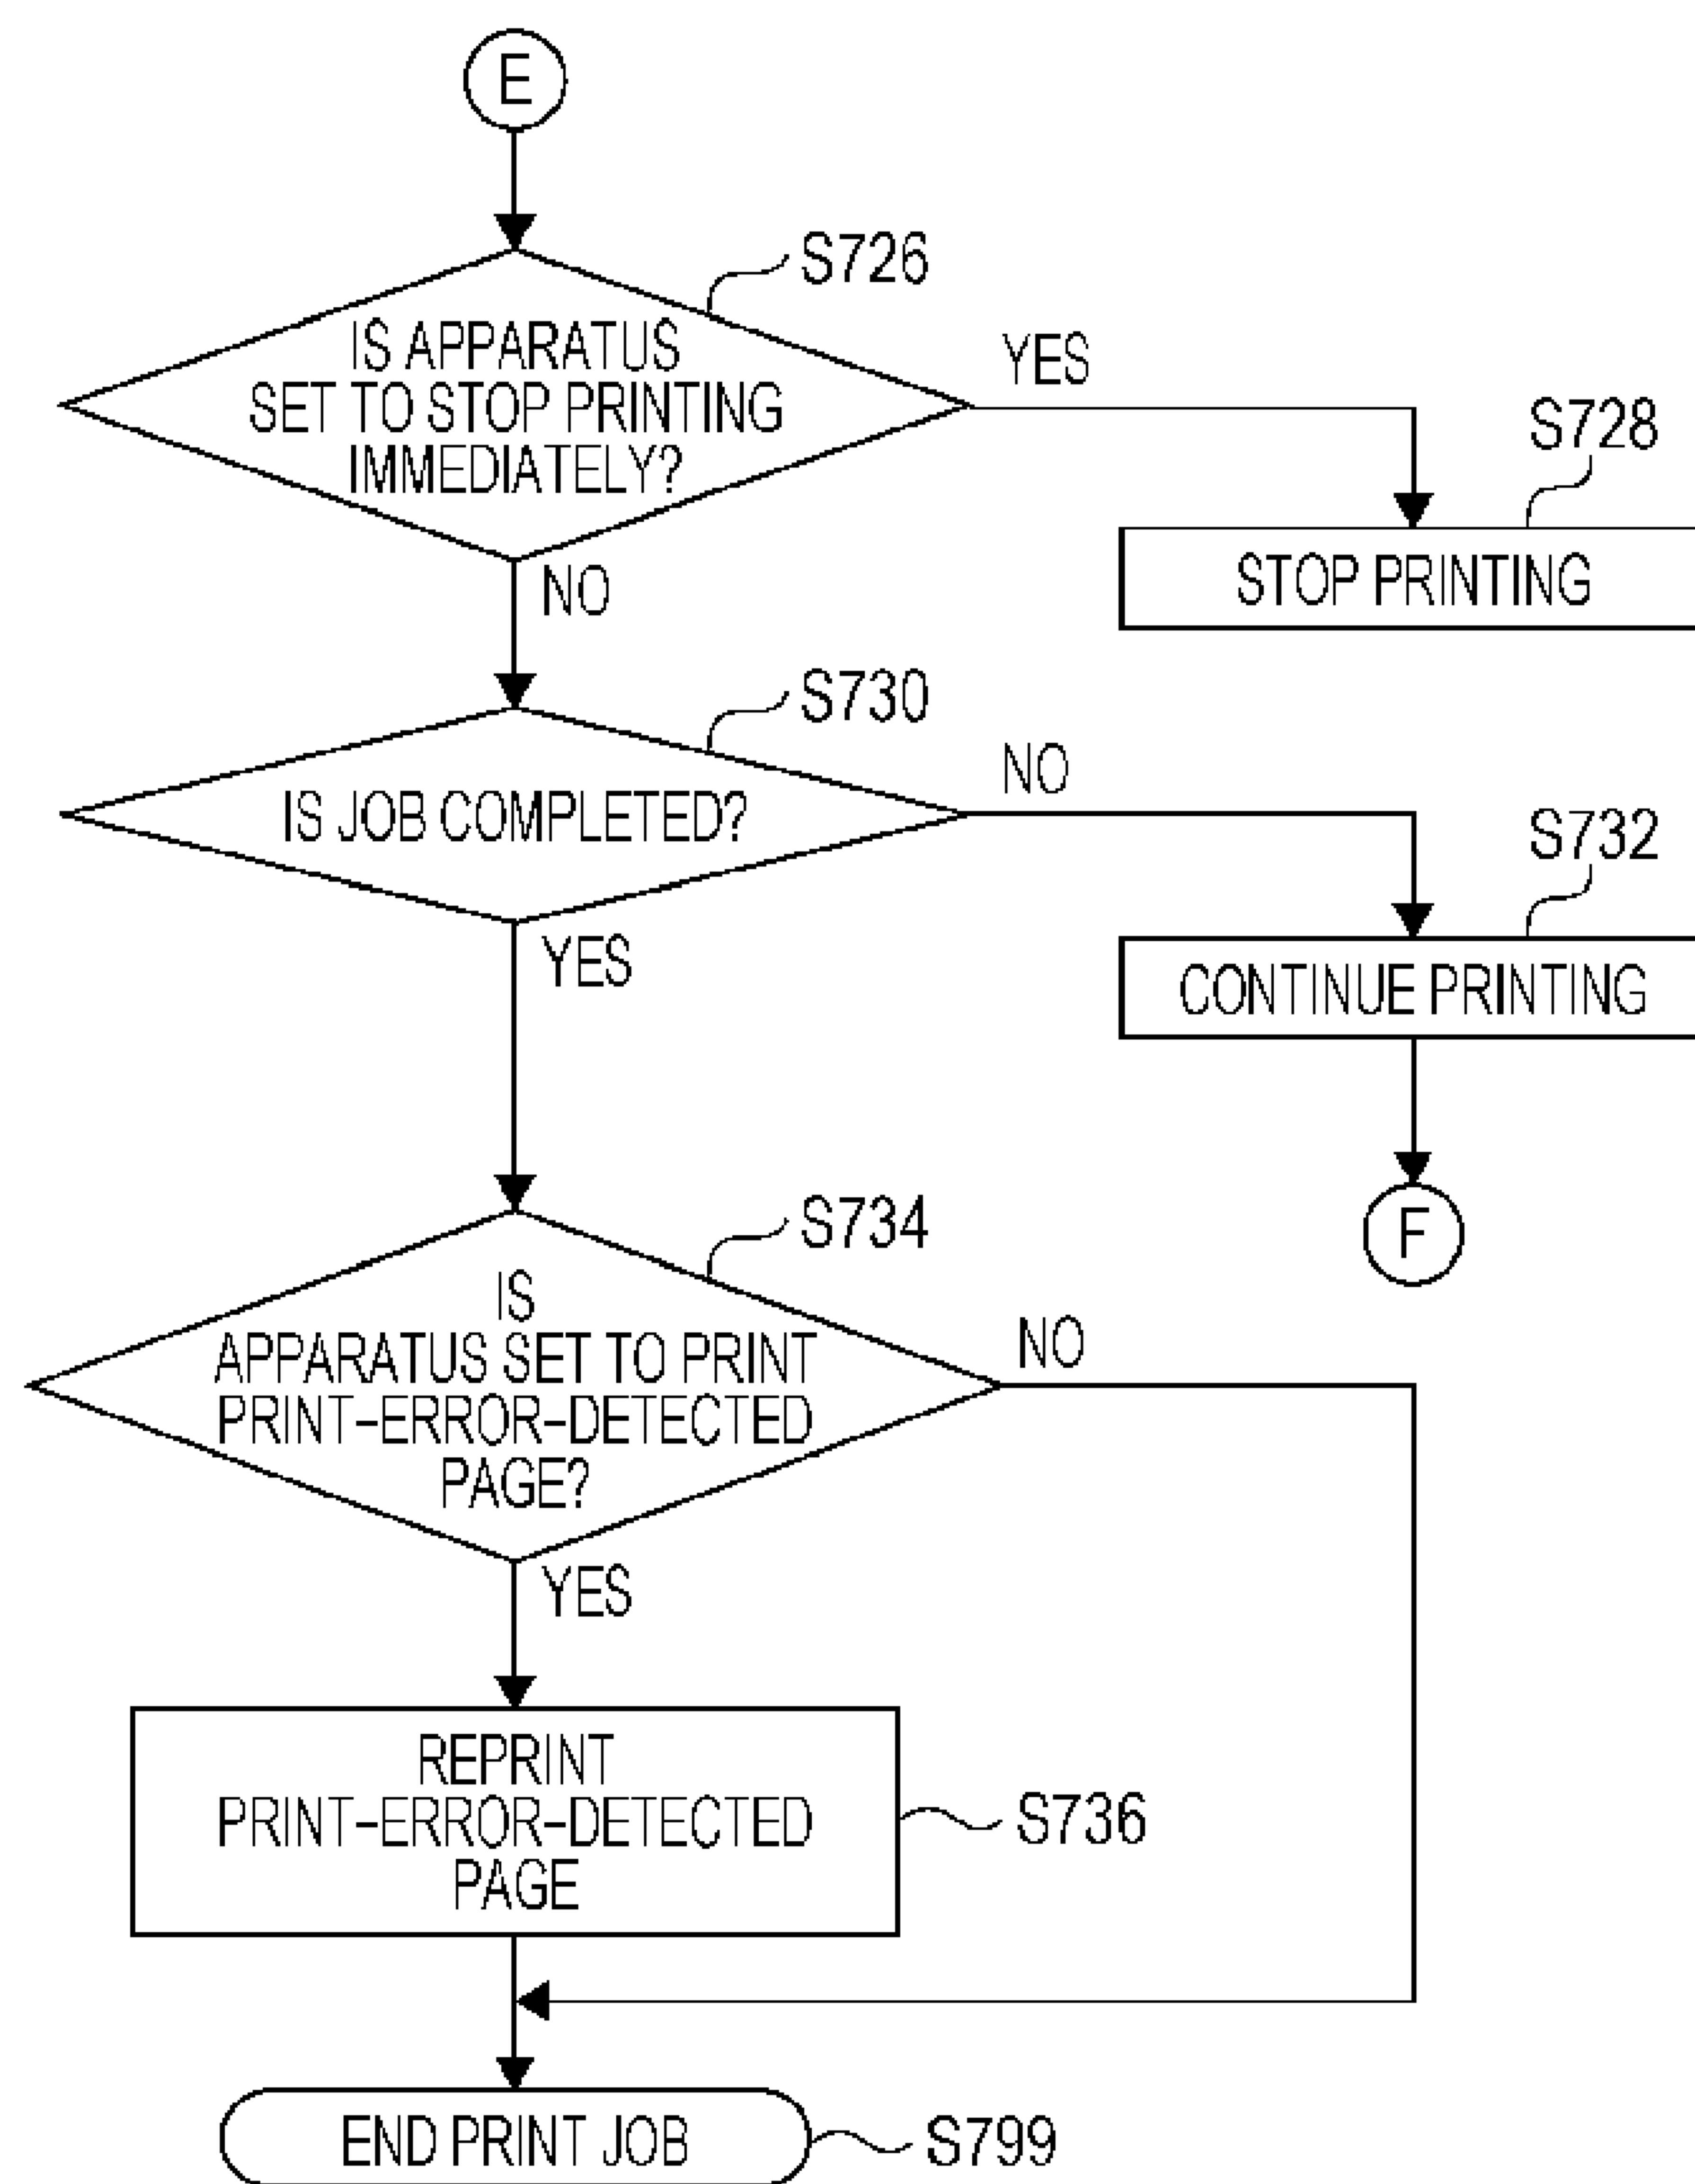 E
S726
IS APPARATUS
SET TO STOP PRINTING
IMMEDIATELY?
YES
S728
STOP PRINTING
NO
S730
IS JOB COMPLETED?
NO
S732
CONTINUE PRINTING
YES
F
S734
IS
APPARATUS SET TO PRINT
PRINT-ERROR-DETECTED
PAGE?
NO
YES
REPRINT
PRINT-ERROR-DETECTED
PAGE
S736
END PRINT JOB
S799